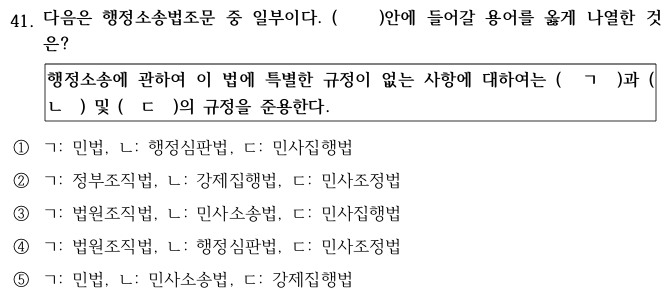 41. 다음은 행정소송법조문 중 일부이다. (    )안에 들어갈 용어를 옳게 나열한 것
은?
행정소송에 관하여 이 법에 특별한 규정이 없는 사항에 대하여는 (  ㄱ  )과 (
ㄴ  ) 및 (  ㄷ  )의 규정을 준용한다.
① ㄱ: 민법, ㄴ: 행정심판법, ㄷ: 민사집행법
② ㄱ: 정부조직법, ㄴ: 강제집행법, ㄷ: 민사조정법
③ ㄱ: 법원조직법, ㄴ: 민사소송법, ㄷ: 민사집행법
④ ㄱ: 법원조직법, ㄴ: 행정심판법, ㄷ: 민사조정법
⑤ ㄱ: 민법, ㄴ: 민사소송법, ㄷ: 강제집행법